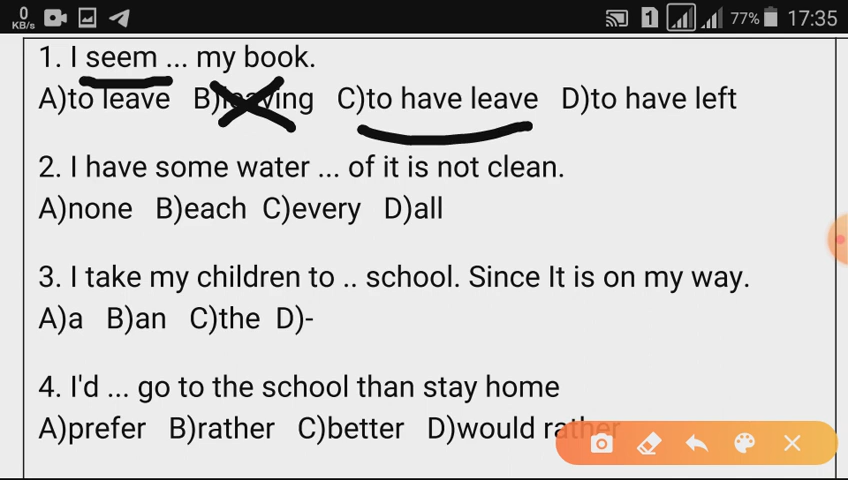 0
KB/s
1
77%
17:35
1. I seem ... my book.
A)to leave B)leaving C)to have leave D)to have left
2. I have some water ... of it is not clean.
A)none B)each C)every D)all
3. I take my children to .. school. Since It is on my way.
A)a B)an C)the D)-
4. I'd ... go to the school than stay home
A)prefer B)rather C)better D)would rather